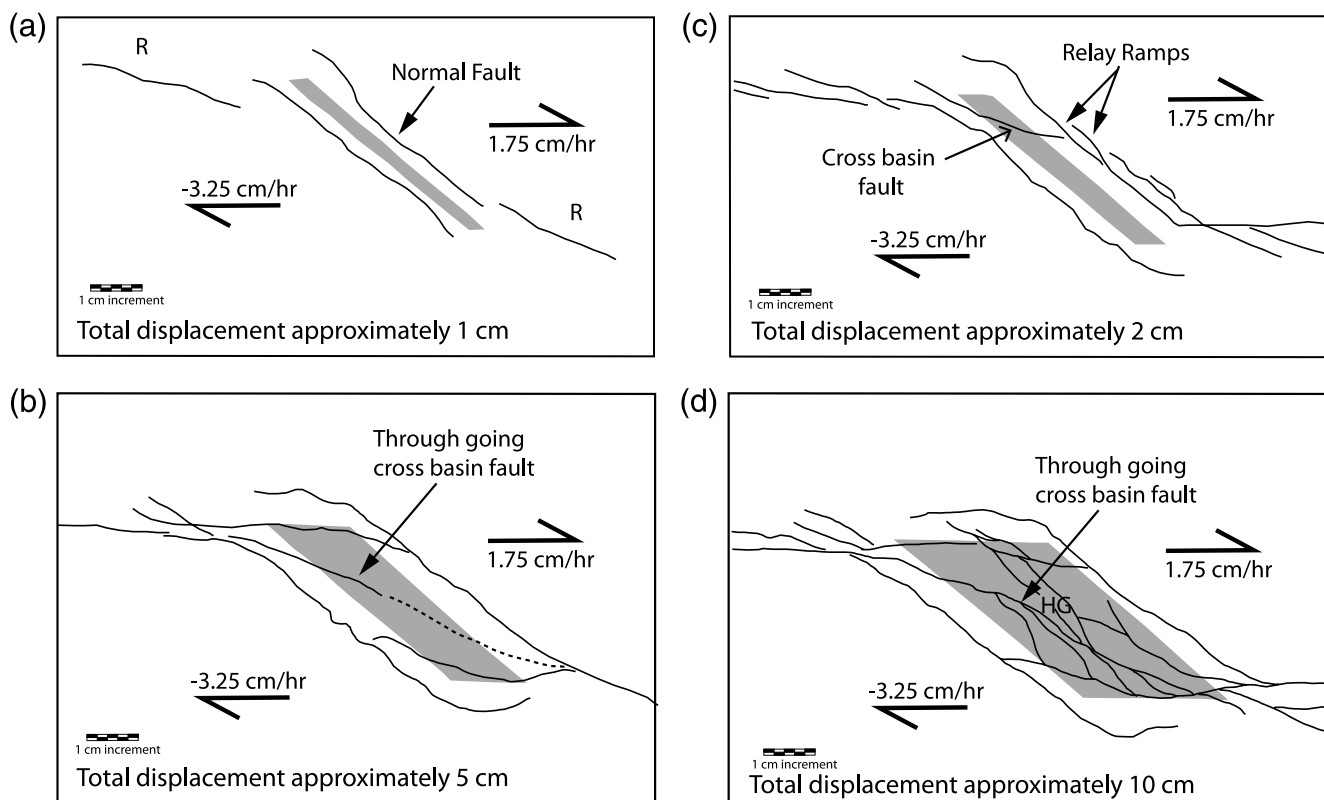 (a)
R
Normal Fault
1.75 cm/hr
-3.25 cm/hr
R
1 cm increment
Total displacement approximately 1 cm
(c)
Relay Ramps
1.75 cm/hr
Cross basin
fault
-3.25 cm/hr
1 cm increment
Total displacement approximately 2 cm
(b)
Through going
cross basin fault
1.75 cm/hr
-3.25 cm/hr
1 cm increment
Total displacement approximately 5 cm
(d)
Through going
cross basin fault
1.75 cm/hr
HG
-3.25 cm/hr
1 cm increment
Total displacement approximately 10 cm